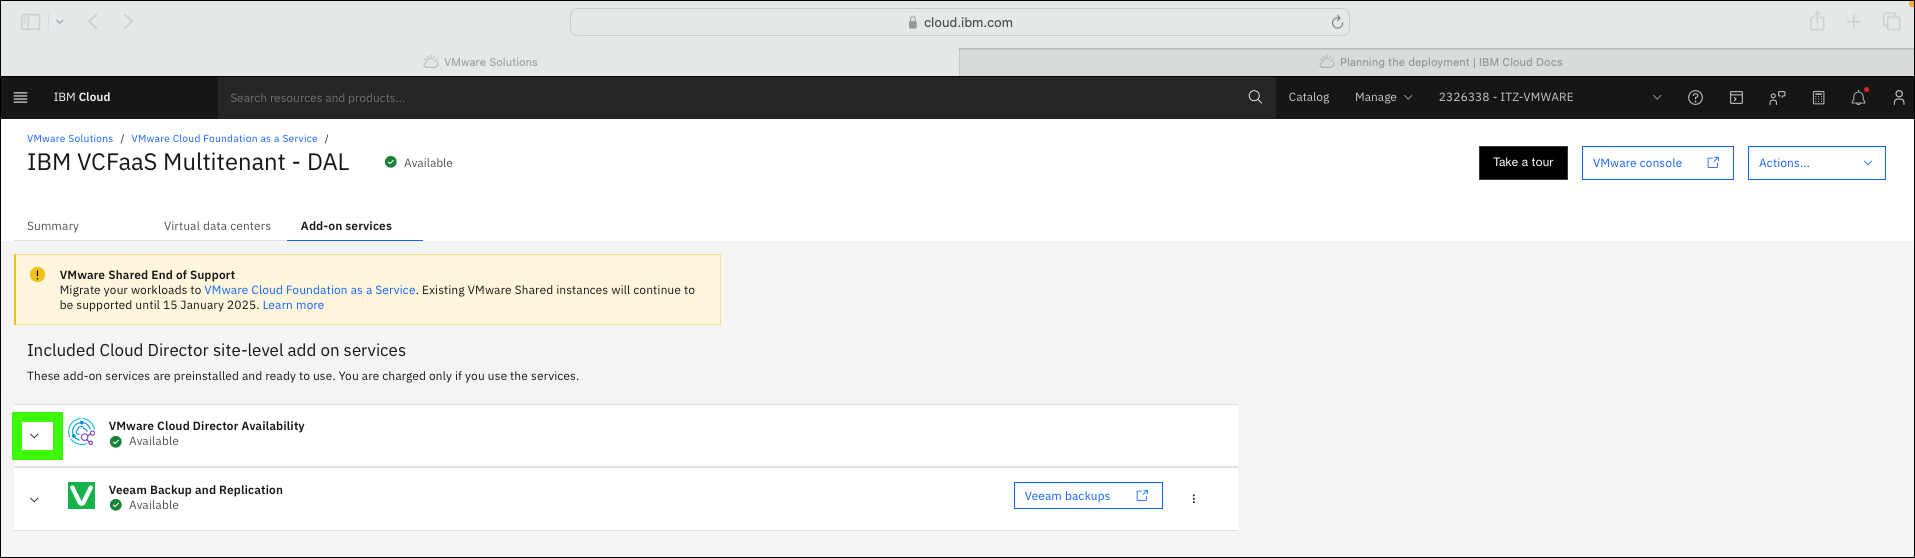 cloud.ibm.com
VMware Solutions
Planning the deployment | IBM Cloud Docs
IBM Cloud
Search resources and products...
Catalog
Manage
2326338 - ITZ-VMWARE
VMware Solutions / VMware Cloud Foundation as a Service /
IBM VCFaaS Multitenant - DAL
Available
Take a tour
VMware console
Actions...
Summary
Virtual data centers
Add-on services
VMware Shared End of Support
Migrate your workloads to VMware Cloud Foundation as a Service. Existing VMware Shared instances will continue to
be supported until 15 January 2025. Learn more
Included Cloud Director site-level add on services
These add-on services are preinstalled and ready to use. You are charged only if you use the services.
VMware Cloud Director Availability
Available
Veeam Backup and Replication
Available
Veeam backups